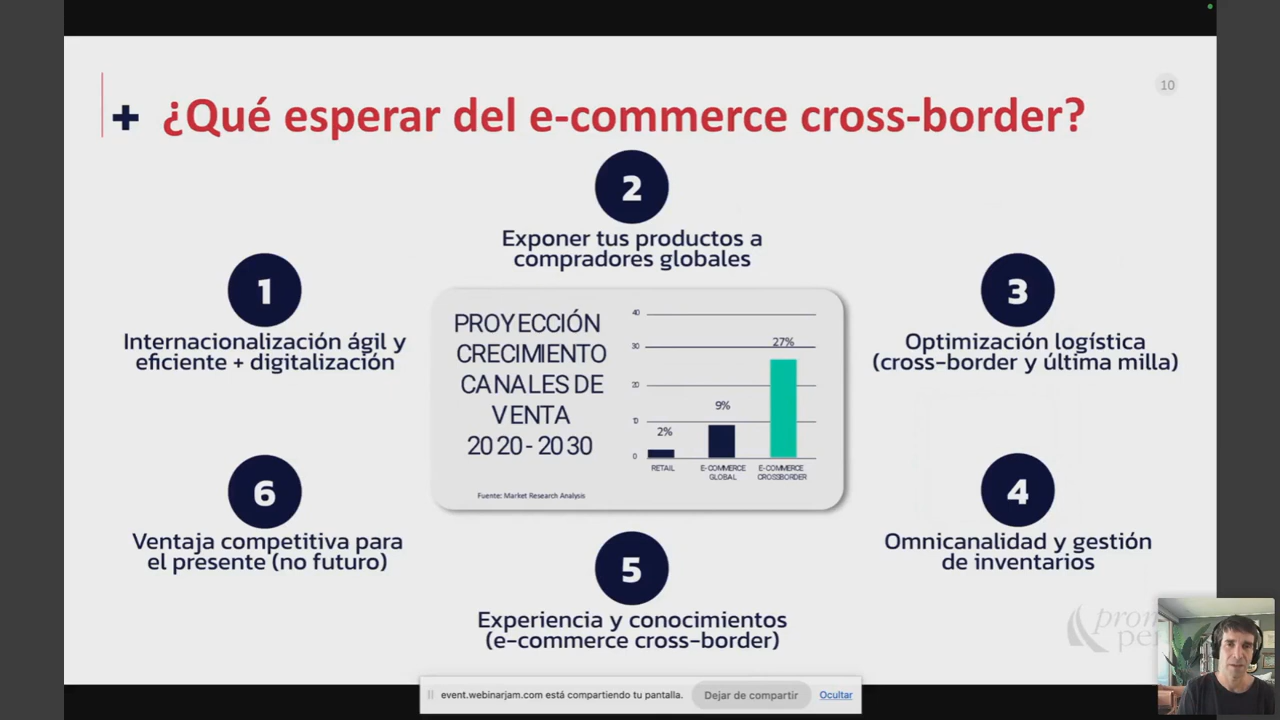 10
+ ¿Qué esperar del e-commerce cross-border?
1
Internacionalización ágil y
eficiente + digitalización
2
Exponer tus productos a
compradores globales
3
Optimización logística
(cross-border y última milla)
4
Omnicanalidad y gestión
de inventarios
5
Experiencia y conocimientos
(e-commerce cross-border)
6
Ventaja competitiva para
el presente (no futuro)
PROYECCIÓN
CRECIMIENTO
CANALES DE
VENTA
2020-2030
40
30
20
10
0
2%
9%
27%
RETAIL
E-COMMERCE
GLOBAL
E-COMMERCE
CROSSBORDER
Fuente: Market Research Analysis
event.webinarjam.com está compartiendo tu pantalla.
Dejar de compartir
Ocultar